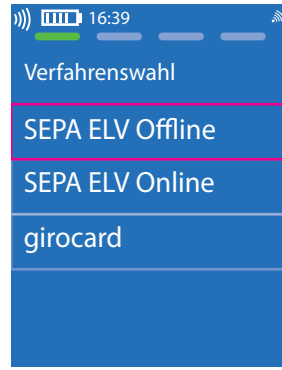 16:39
Verfahrenswahl
SEPA ELV Offline
SEPA ELV Online
girocard